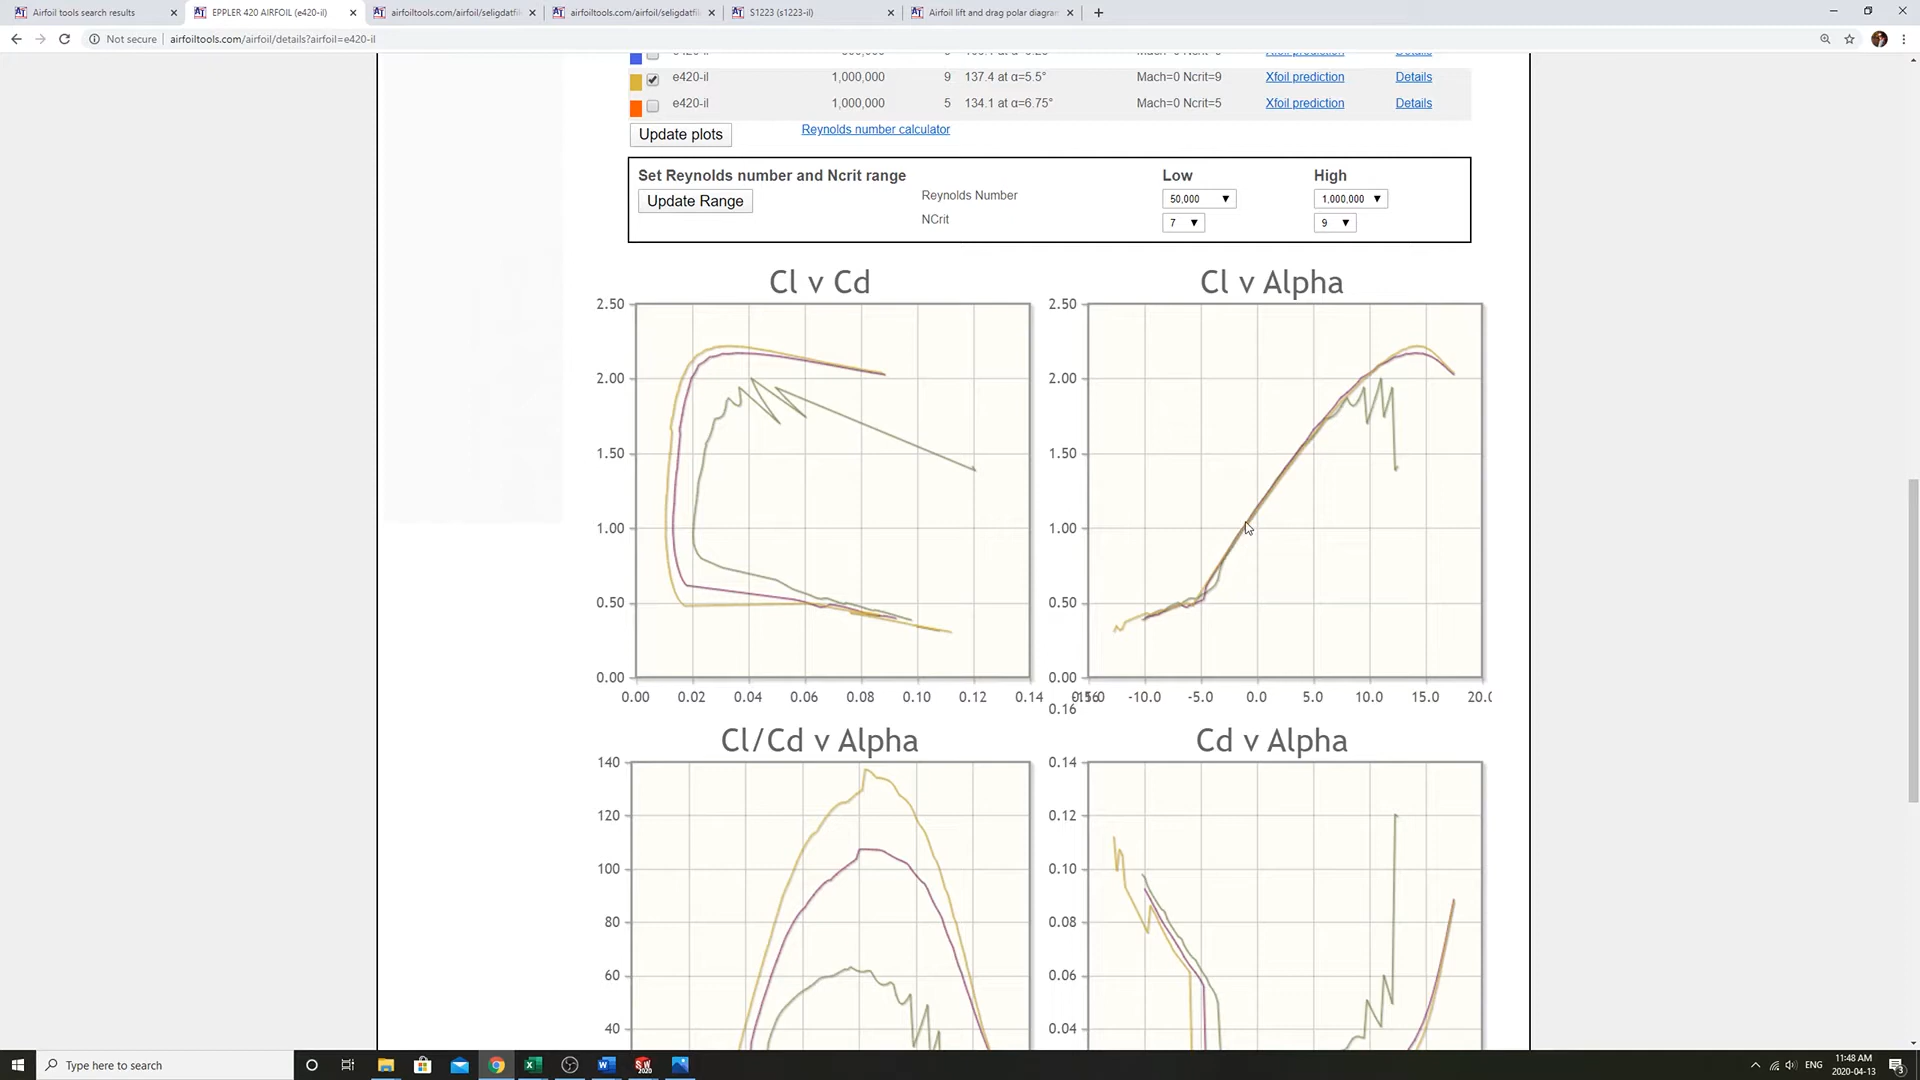 Airfoil tools search results
EPPLER 420 AIRFOIL (e420-il)
airfoiltools.com/airfoil/seligdatfil
airfoiltools.com/airfoil/seligdatfil
S1223 (s1223-il)
Airfoil lift and drag polar diagram
Not secure
airfoiltools.com/airfoil/details?airfoil=e420-il
e420-il 1,000,000 9 137.4 at α=5.5° Mach=0 Ncrit=9 Xfoil prediction Details
e420-il 1,000,000 5 134.1 at α=6.75° Mach=0 Ncrit=5 Xfoil prediction Details
Update plots Reynolds number calculator
Set Reynolds number and Ncrit range Low High
Update Range Reynolds Number 50,000 1,000,000
NCrit 7 9
Cl v Cd
2.50
2.00
1.50
1.00
0.50
0.00
0.00 0.02 0.04 0.06 0.08 0.10 0.12 0.14
Cl v Alpha
2.50
2.00
1.50
1.00
0.50
0.00
-10.0 -5.0 0.0 5.0 10.0 15.0 20.0
0.16
Cl/Cd v Alpha
140
120
100
80
60
40
Cd v Alpha
0.14
0.12
0.10
0.08
0.06
0.04
Type here to search
ENG
11:48 AM
2020-04-13